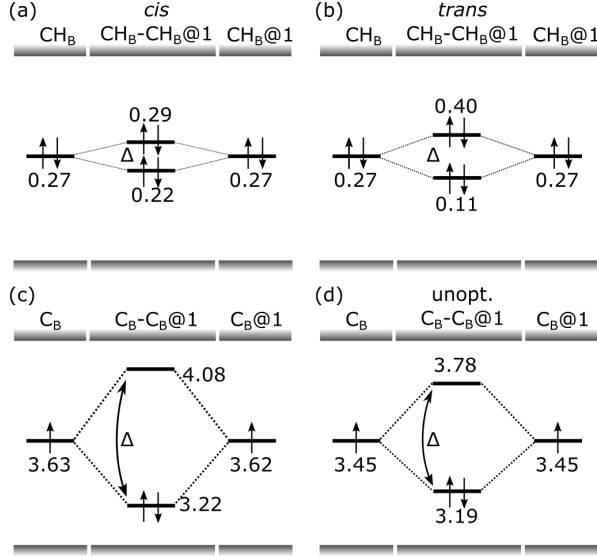 (a) cis
CH_B CH_B-CH_B@1 CH_B@1
0.29
Δ
0.27 0.22 0.27
(b) trans
CH_B CH_B-CH_B@1 CH_B@1
0.40
Δ
0.27 0.11 0.27
(c)
C_B C_B-C_B@1 C_B@1
4.08
Δ
3.63 3.62
3.22
(d) unopt.
C_B C_B-C_B@1 C_B@1
3.78
Δ
3.45 3.45
3.19